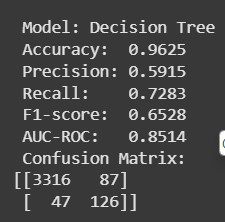 Model: Decision Tree
Accuracy:  0.9625
Precision: 0.5915
Recall:    0.7283
F1-score:  0.6528
AUC-ROC:   0.8514
Confusion Matrix:
[[3316   87]
 [  47  126]]